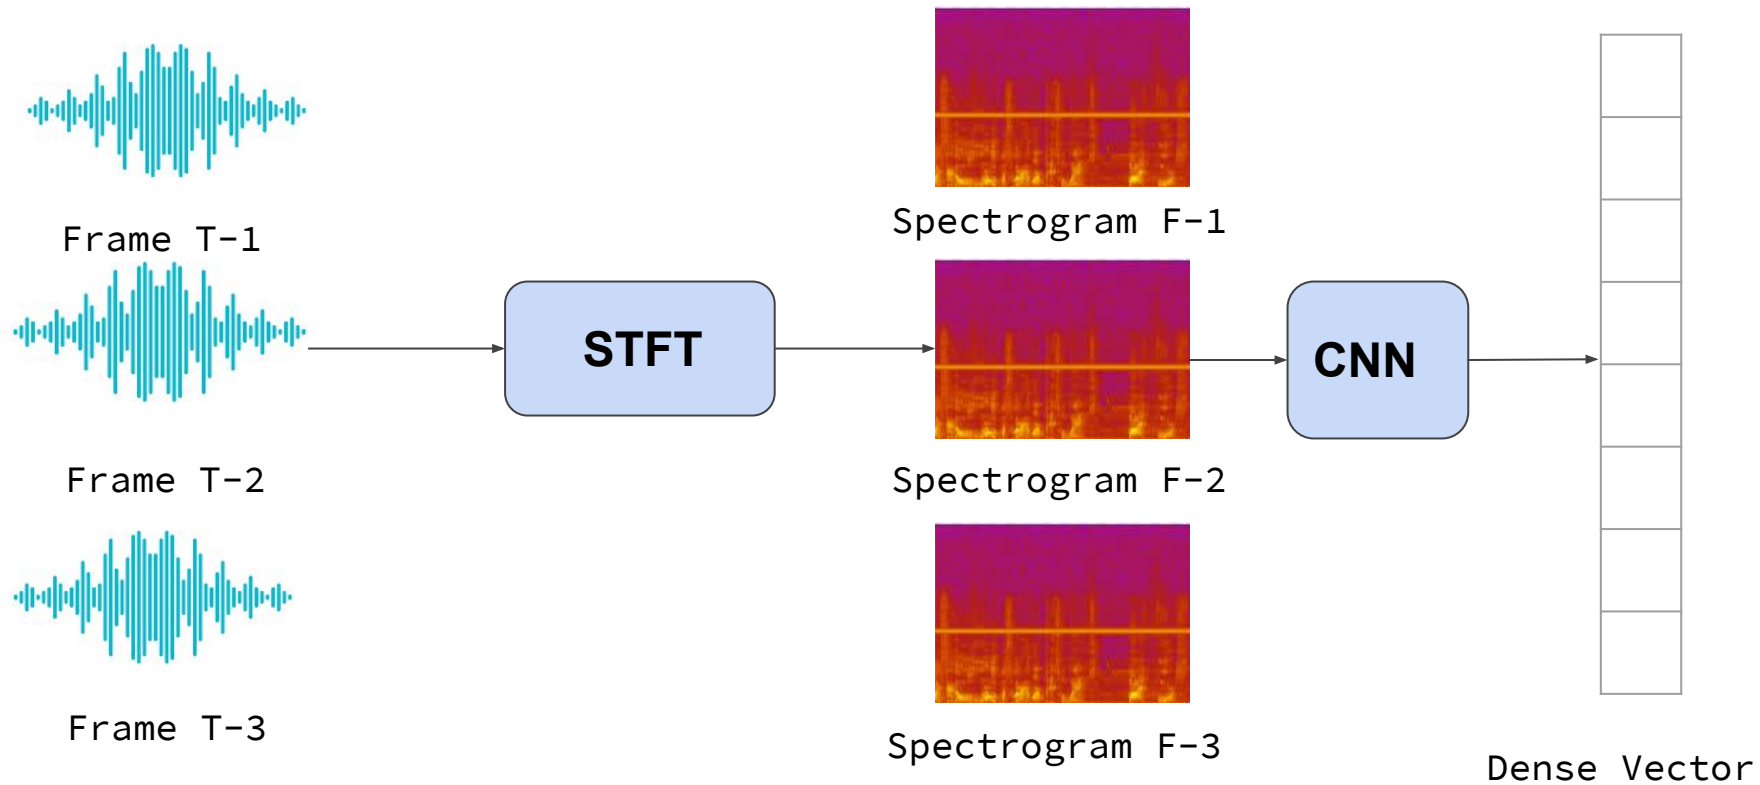 Frame T-1
Frame T-2
Frame T-3
STFT
Spectrogram F-1
Spectrogram F-2
Spectrogram F-3
CNN
Dense Vector